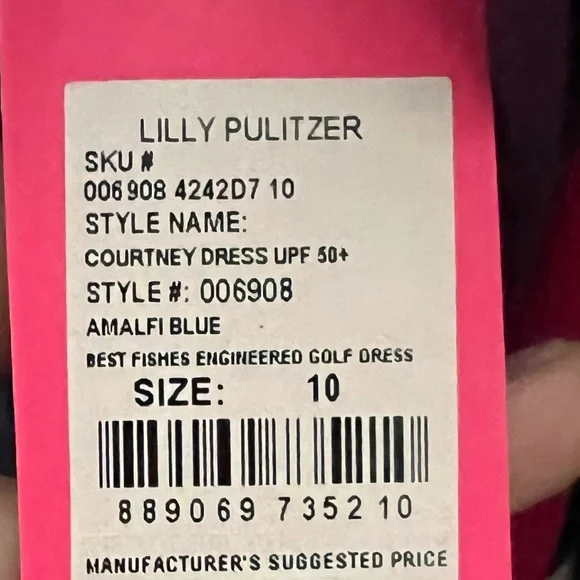 LILLY PULITZER
SKU #
006908 4242D7 10
STYLE NAME:
COURTNEY DRESS UPF 50+
STYLE #: 006908
AMALFI BLUE
BEST FISHES ENGINEERED GOLF DRESS
SIZE: 10
889069 735210
MANUFACTURER'S SUGGESTED PRICE